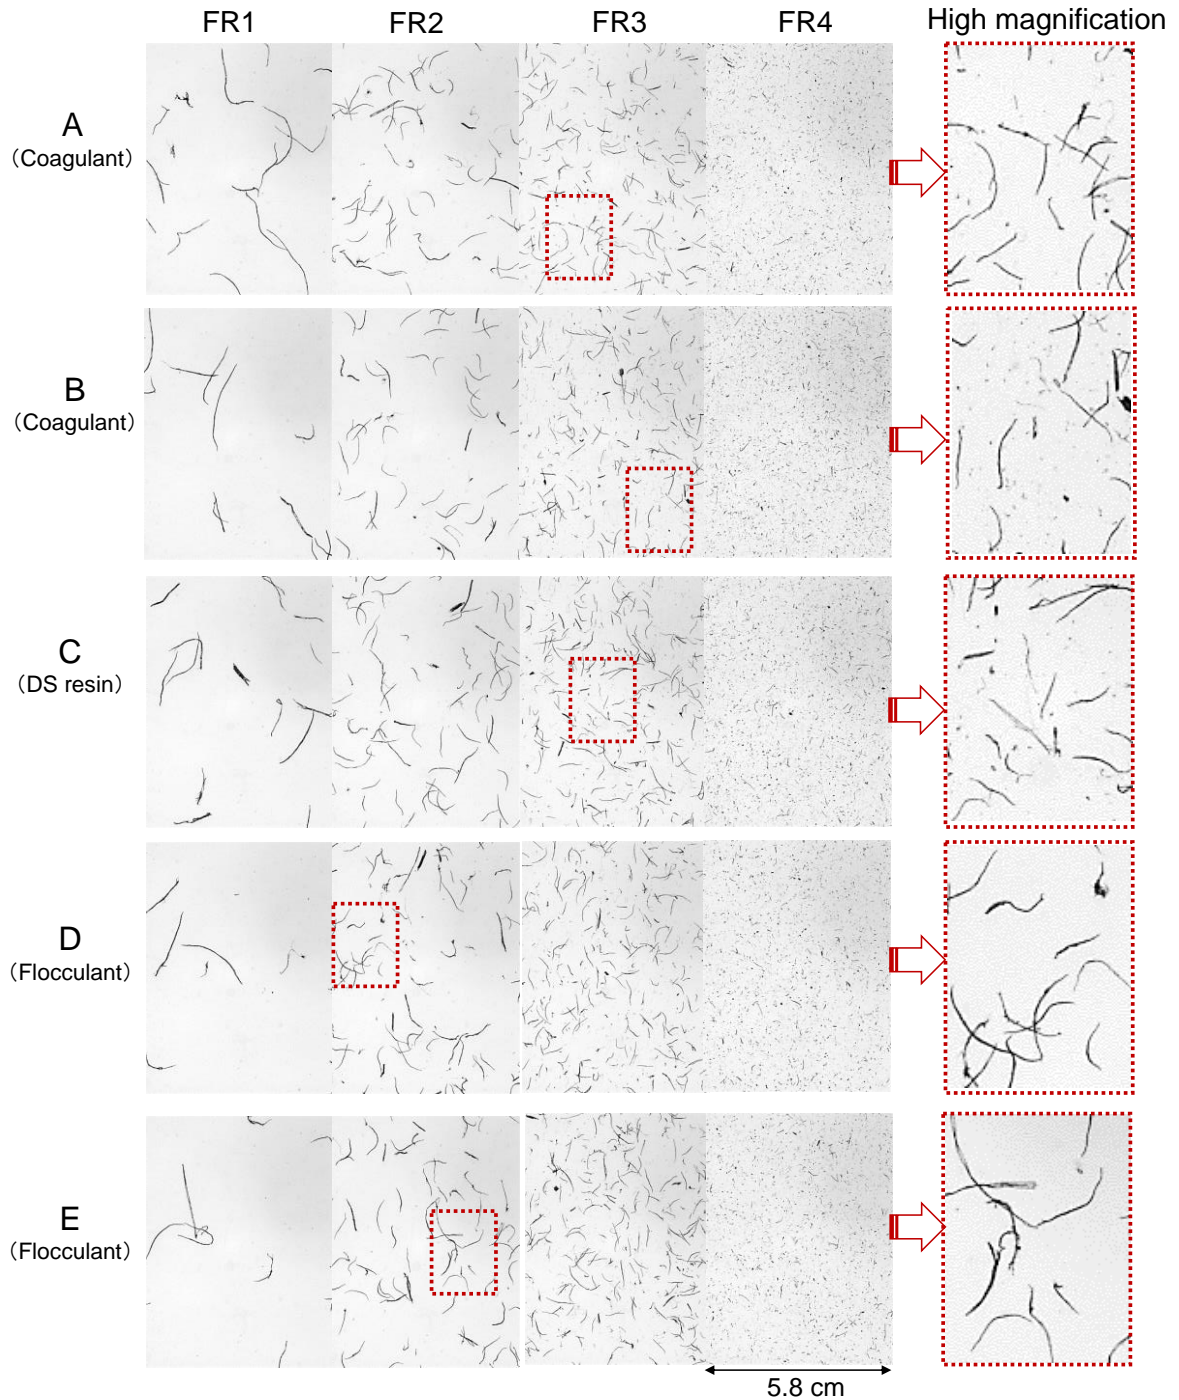 FR1 FR2 FR3 FR4 High magnification
A
（Coagulant）
B
（Coagulant）
C
（DS resin）
D
（Flocculant）
E
（Flocculant）
5.8 cm